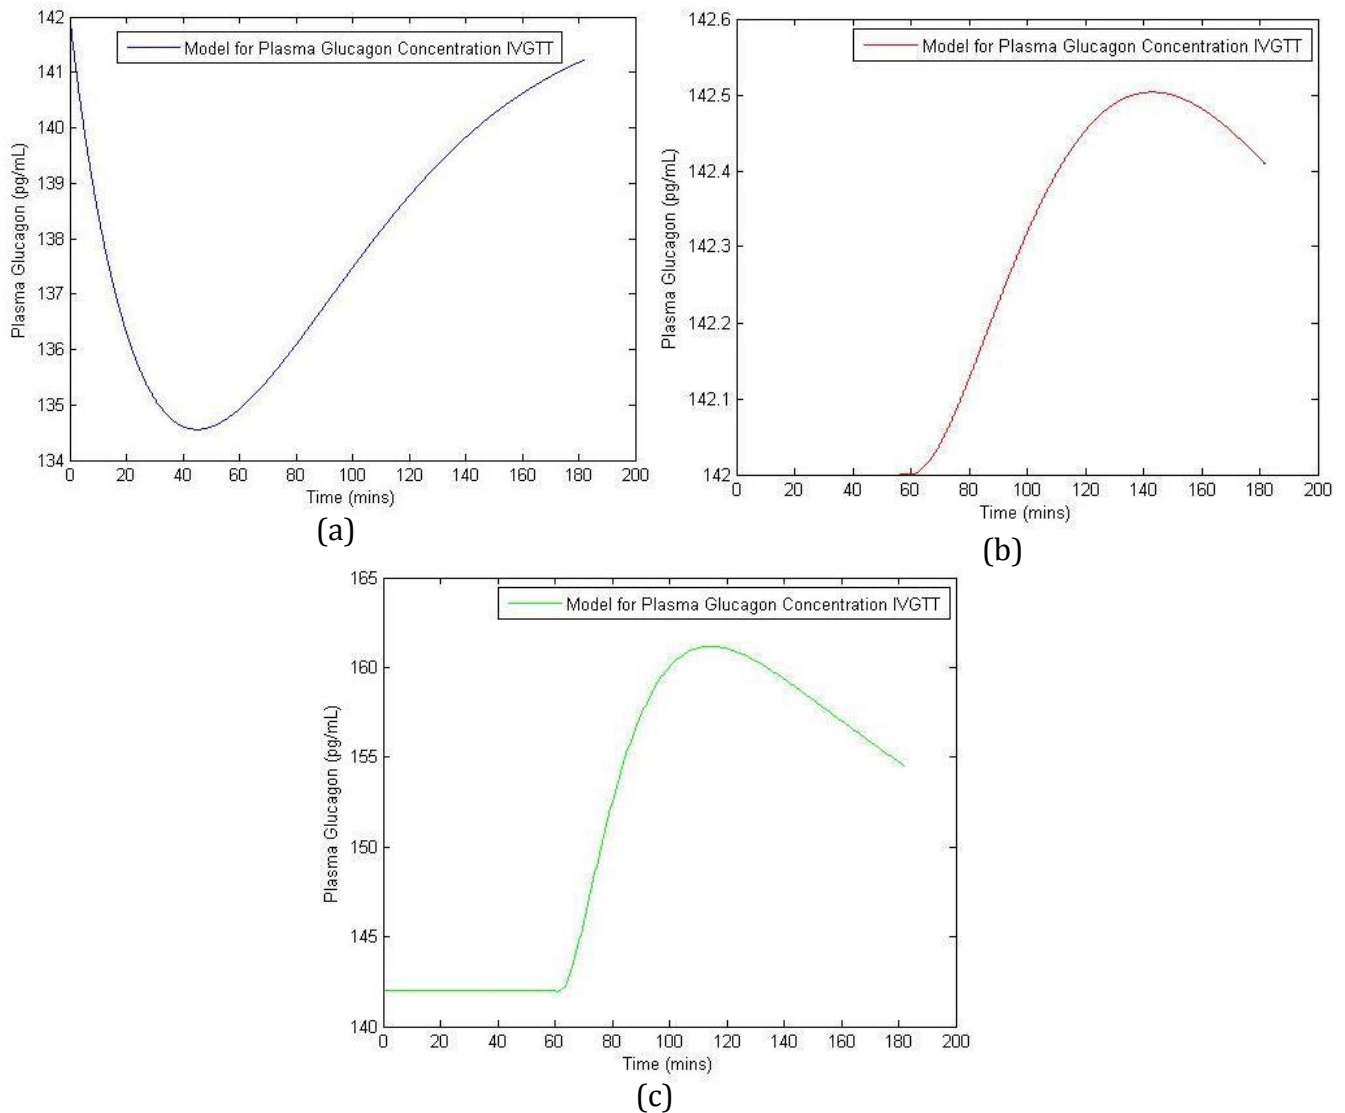 142
141
140
139
138
137
136
135
134
Plasma Glucagon (pg/mL)
Model for Plasma Glucagon Concentration IVGTT
0 20 40 60 80 100 120 140 160 180 200
Time (mins)
(a)
142.6
142.5
142.4
142.3
142.2
142.1
142
Plasma Glucagon (pg/mL)
Model for Plasma Glucagon Concentration IVGTT
0 20 40 60 80 100 120 140 160 180 200
Time (mins)
(b)
165
160
155
150
145
140
Plasma Glucagon (pg/mL)
Model for Plasma Glucagon Concentration IVGTT
0 20 40 60 80 100 120 140 160 180 200
Time (mins)
(c)